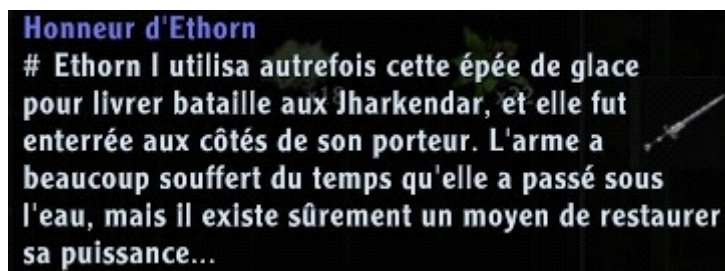 Honneur d'Ethorn
# Ethorn I utilisa autrefois cette épée de glace
pour livrer bataille aux Jharkendar, et elle fut
enterrée aux côtés de son porteur. L'arme a
beaucoup souffert du temps qu'elle a passé sous
l'eau, mais il existe sûrement un moyen de restaurer
sa puissance...